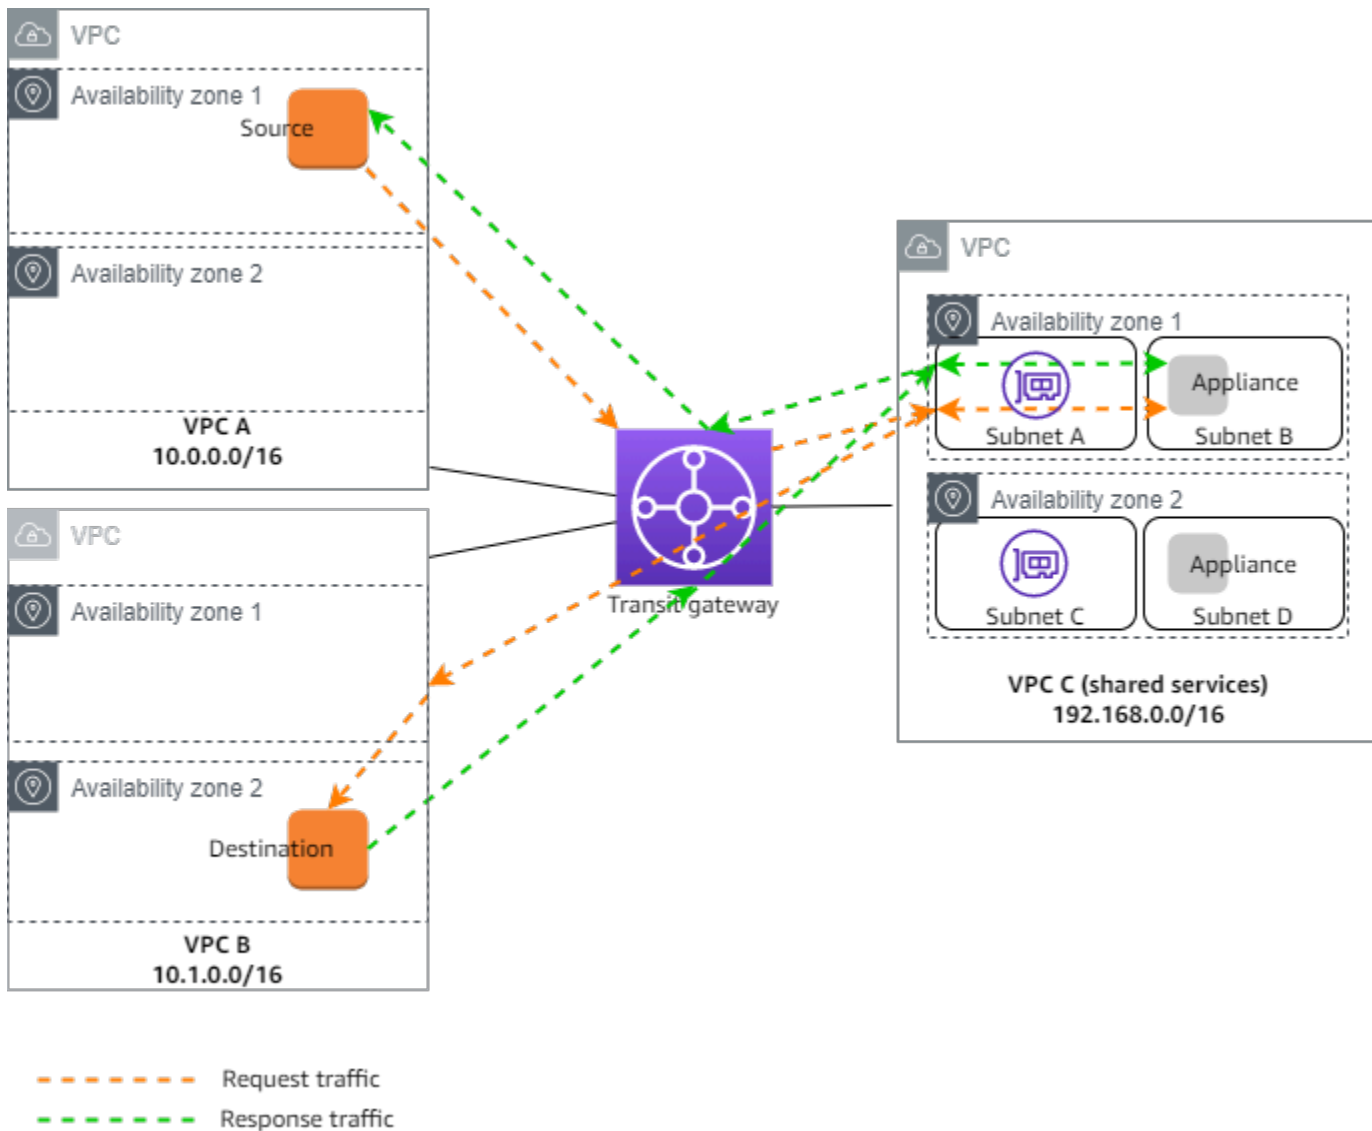 VPC
Availability zone 1
Source
Availability zone 2
VPC A
10.0.0.0/16
VPC
Availability zone 1
Availability zone 2
Destination
VPC B
10.1.0.0/16
Transit gateway
VPC
Availability zone 1
Appliance
Subnet A
Subnet B
Availability zone 2
Appliance
Subnet C
Subnet D
VPC C (shared services)
192.168.0.0/16
Request traffic
Response traffic